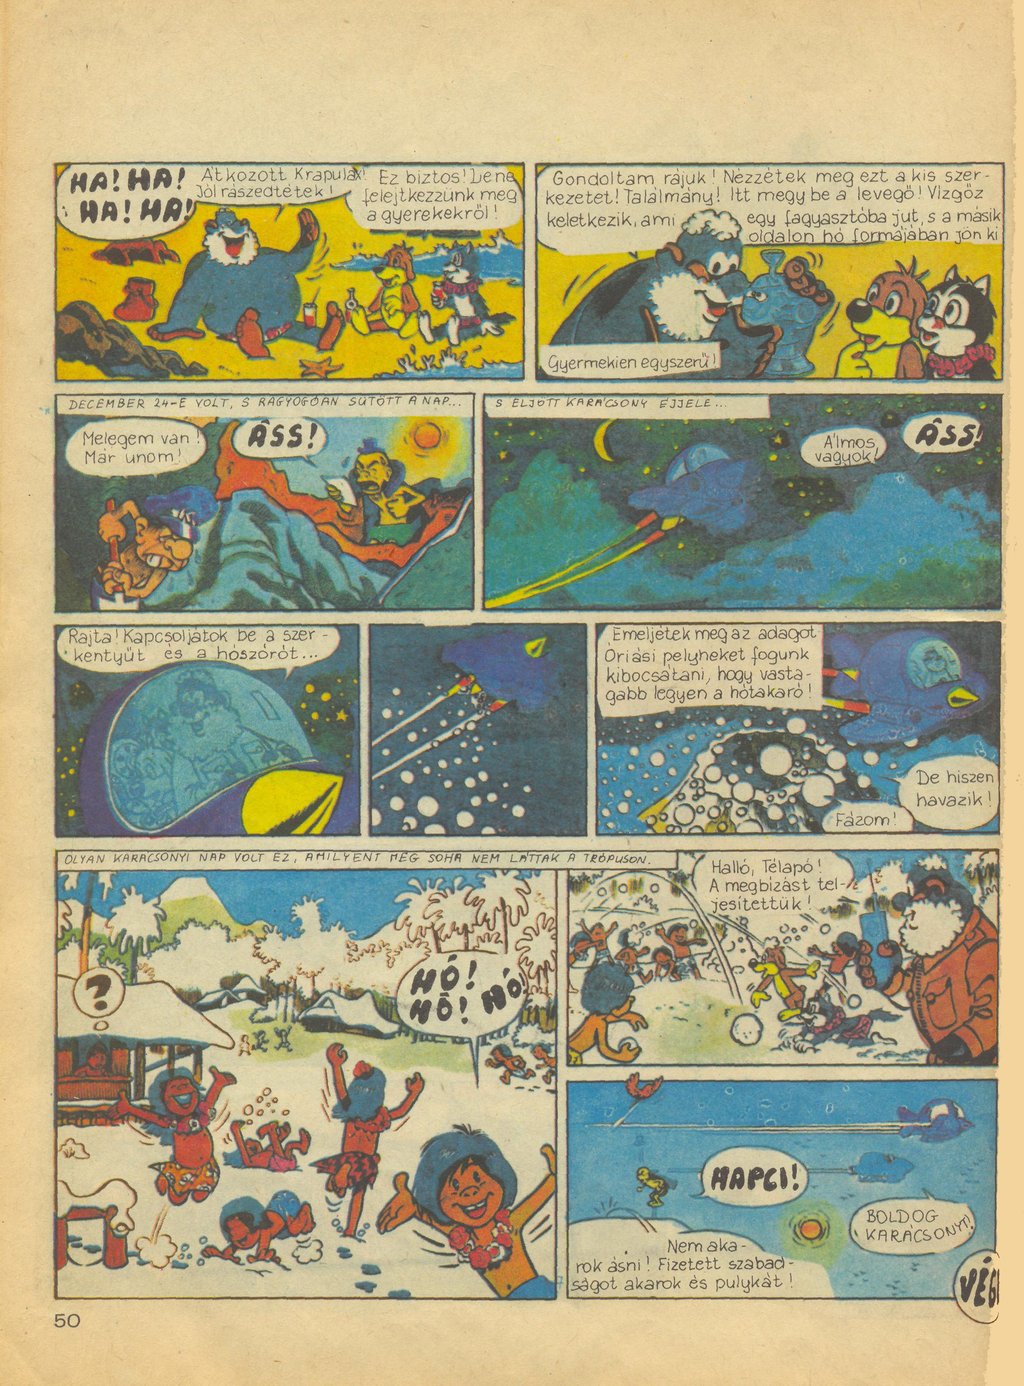 HA! HA!
HA! HA!
Átkozott Krapulax!
Jól rászedtétek!
Ez biztos! De ne
felejtkezzünk meg
a gyerekekről!
Gondoltam rájuk! Nézzétek meg ezt a kis szer-
kezetet! Találmány! Itt megy be a levegő! Vízgőz
keletkezik, ami egy fagyasztóba jut, s a másik
oldalon hó formájában jön ki
Gyermekien egyszerű!
DECEMBER 24-E VOLT, S RAGYOGÓAN SÜTÖTT A NAP...
Melegem van!
Már unom!
ÁSS!
S ELJÖTT KARÁCSONY ÉJJELE...
Álmos
vagyok!
ÁSS!
Rajta! Kapcsoljátok be a szer-
kentyűt és a hószórót...
Emeljétek meg az adagot
Óriási pelyheket fogunk
kibocsátani, hogy vasta-
gabb legyen a hótakaró!
De hiszen
havazik!
Fázom!
OLYAN KARÁCSONYI NAP VOLT EZ, AMILYENT MÉG SOHA NEM LÁTTAK A TRÓPUSON.
?
HÓ!
HÓ! HÓ!
Halló, Télapó!
A megbízást tel-
jesítettük!
HAPCI!
BOLDOG
KARÁCSONYT!
Nem aka-
rok ásni! Fizetett szabad-
ságot akarok és pulykát!
VÉGE
50